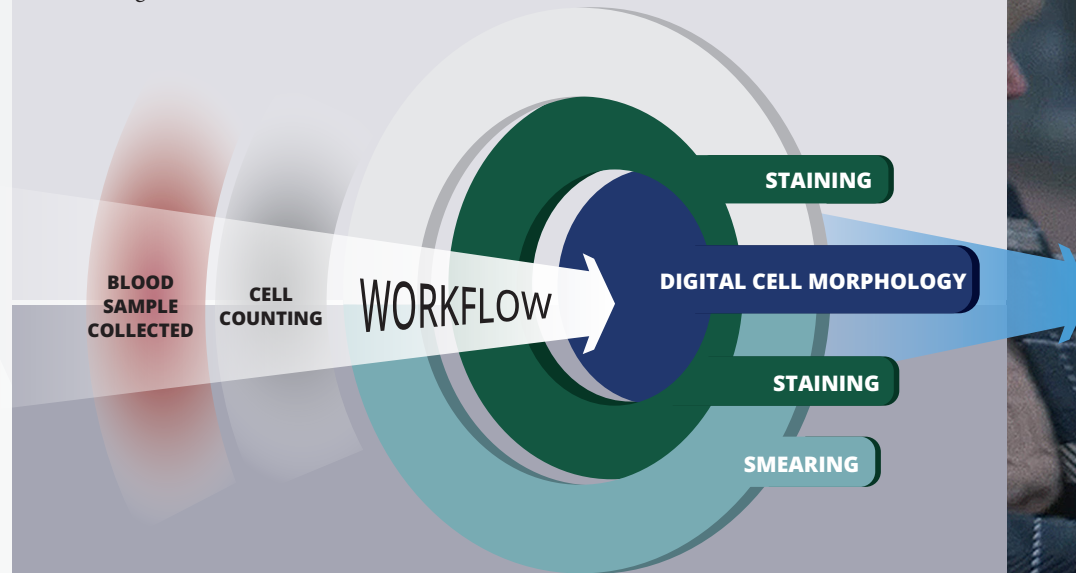 BLOOD
SAMPLE
COLLECTED
CELL
COUNTING
WORKFLOW
STAINING
DIGITAL CELL MORPHOLOGY
STAINING
SMEARING